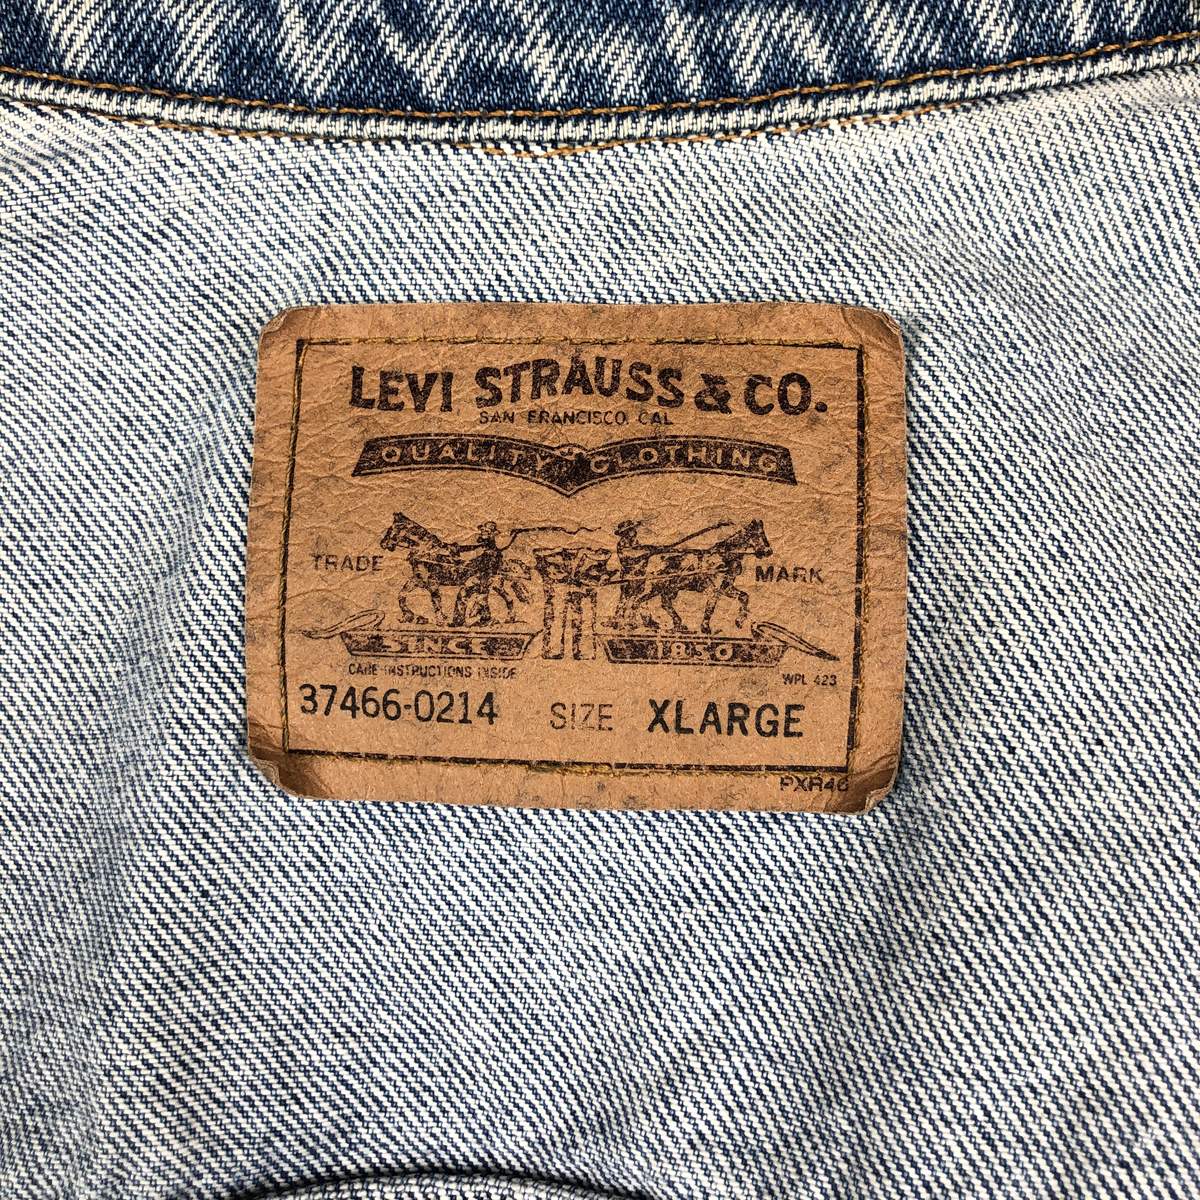 LEVI STRAUSS & CO.
SAN FRANCISCO, CAL
QUALITY CLOTHING
TRADE MARK
SINCE 1850
CARE INSTRUCTIONS INSIDE WPL 423
37466-0214 SIZE XLARGE